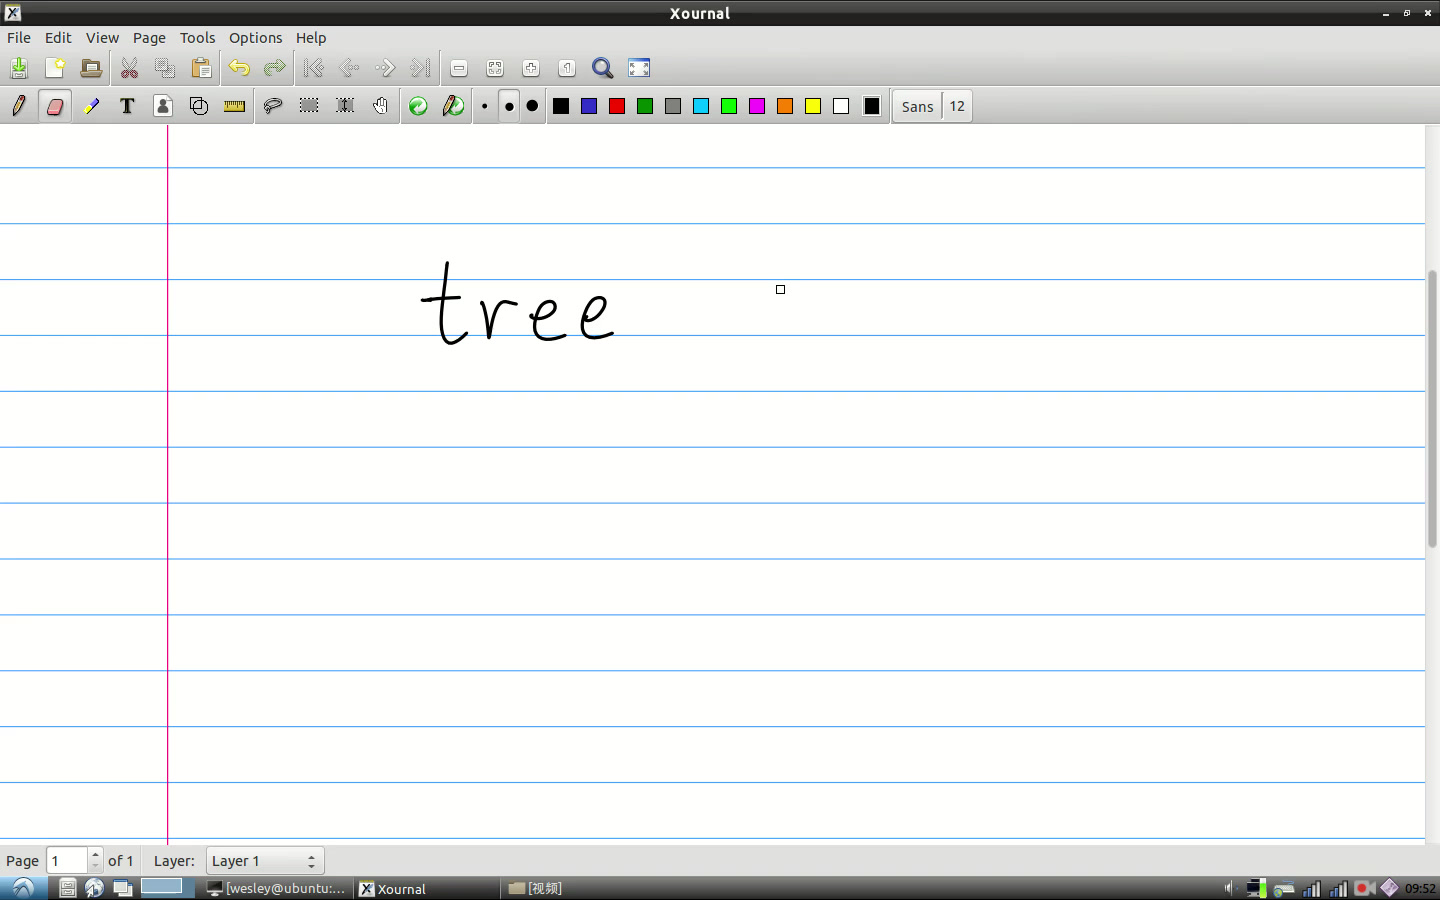 Xournal
File Edit View Page Tools Options Help
T Sans 12
tree
Page 1 of 1 Layer: Layer 1
[wesley@ubuntu:... Xournal [视频] 09:52